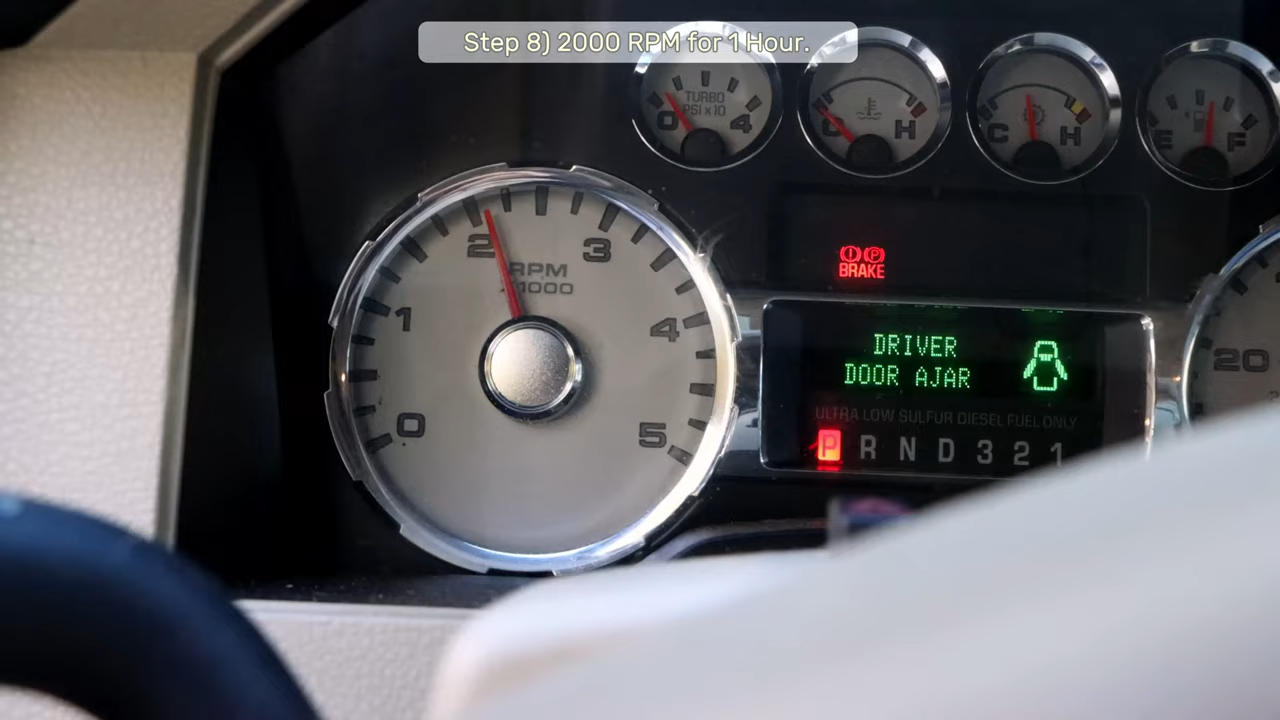 Step 8) 2000 RPM for 1 Hour.
TURBO
PSI x 10
0 4
C H
C H
E F
2 3
RPM
x1000
1 4
0 5
BRAKE
DRIVER
DOOR AJAR
ULTRA LOW SULFUR DIESEL FUEL ONLY
P R N D 3 2 1
20